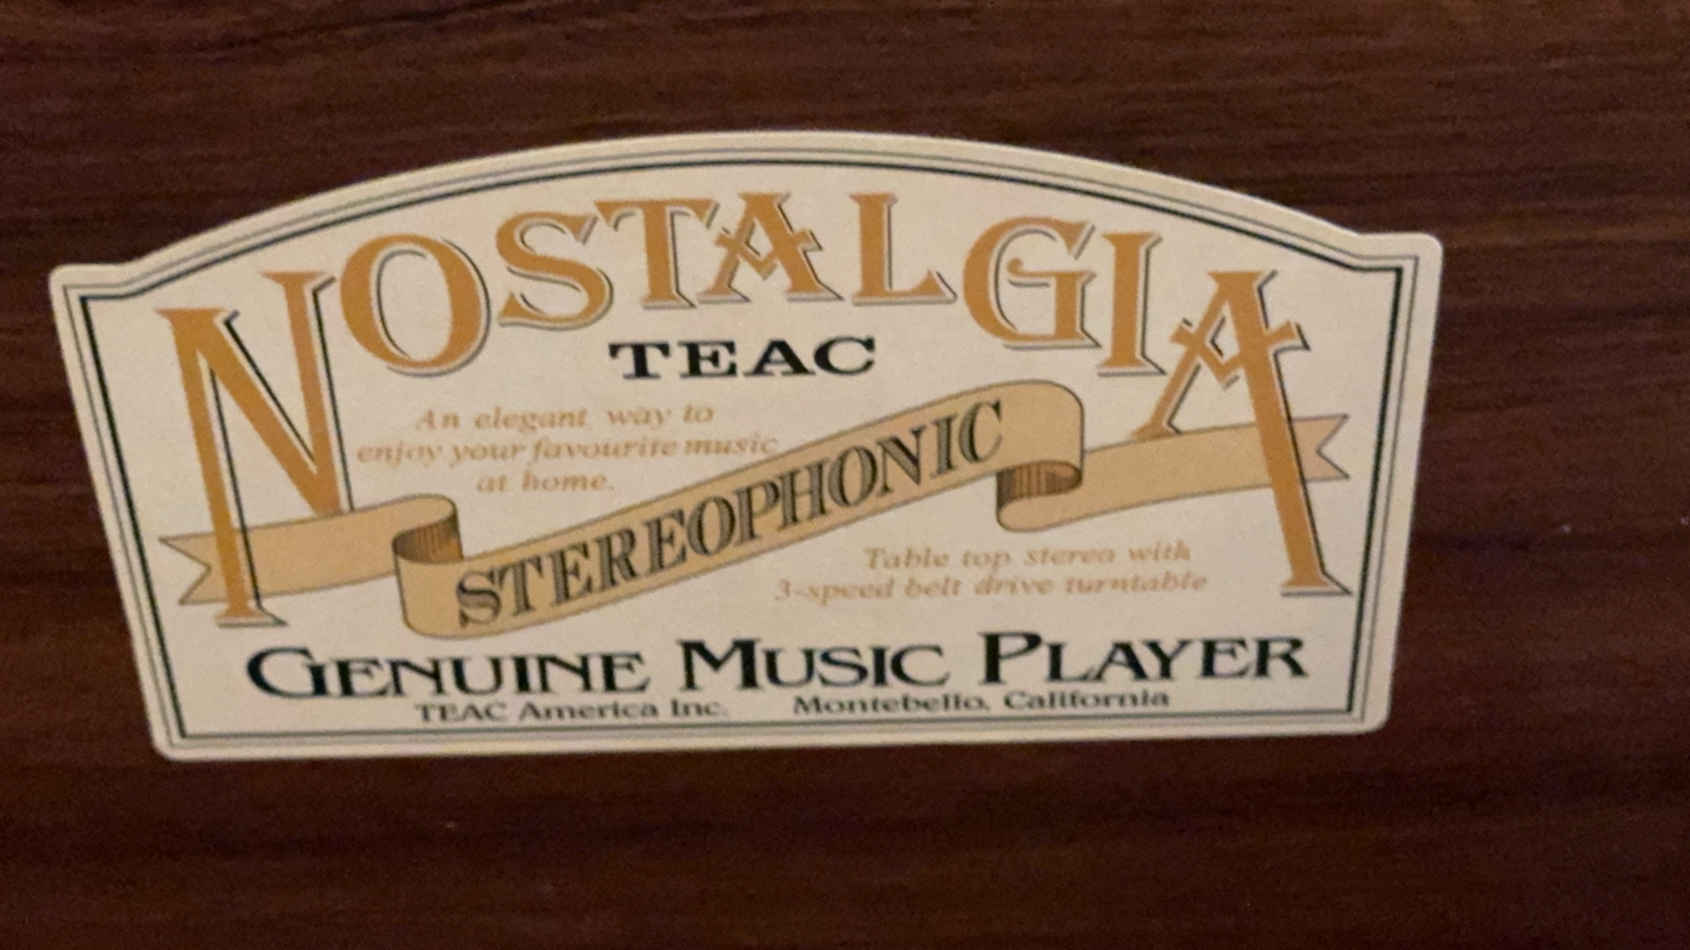 NOSTALGIA
TEAC
An elegant way to
enjoy your favourite music
at home.
STEREOPHONIC
Table top stereo with
3-speed belt drive turntable
GENUINE MUSIC PLAYER
TEAC America Inc. Montebello, California